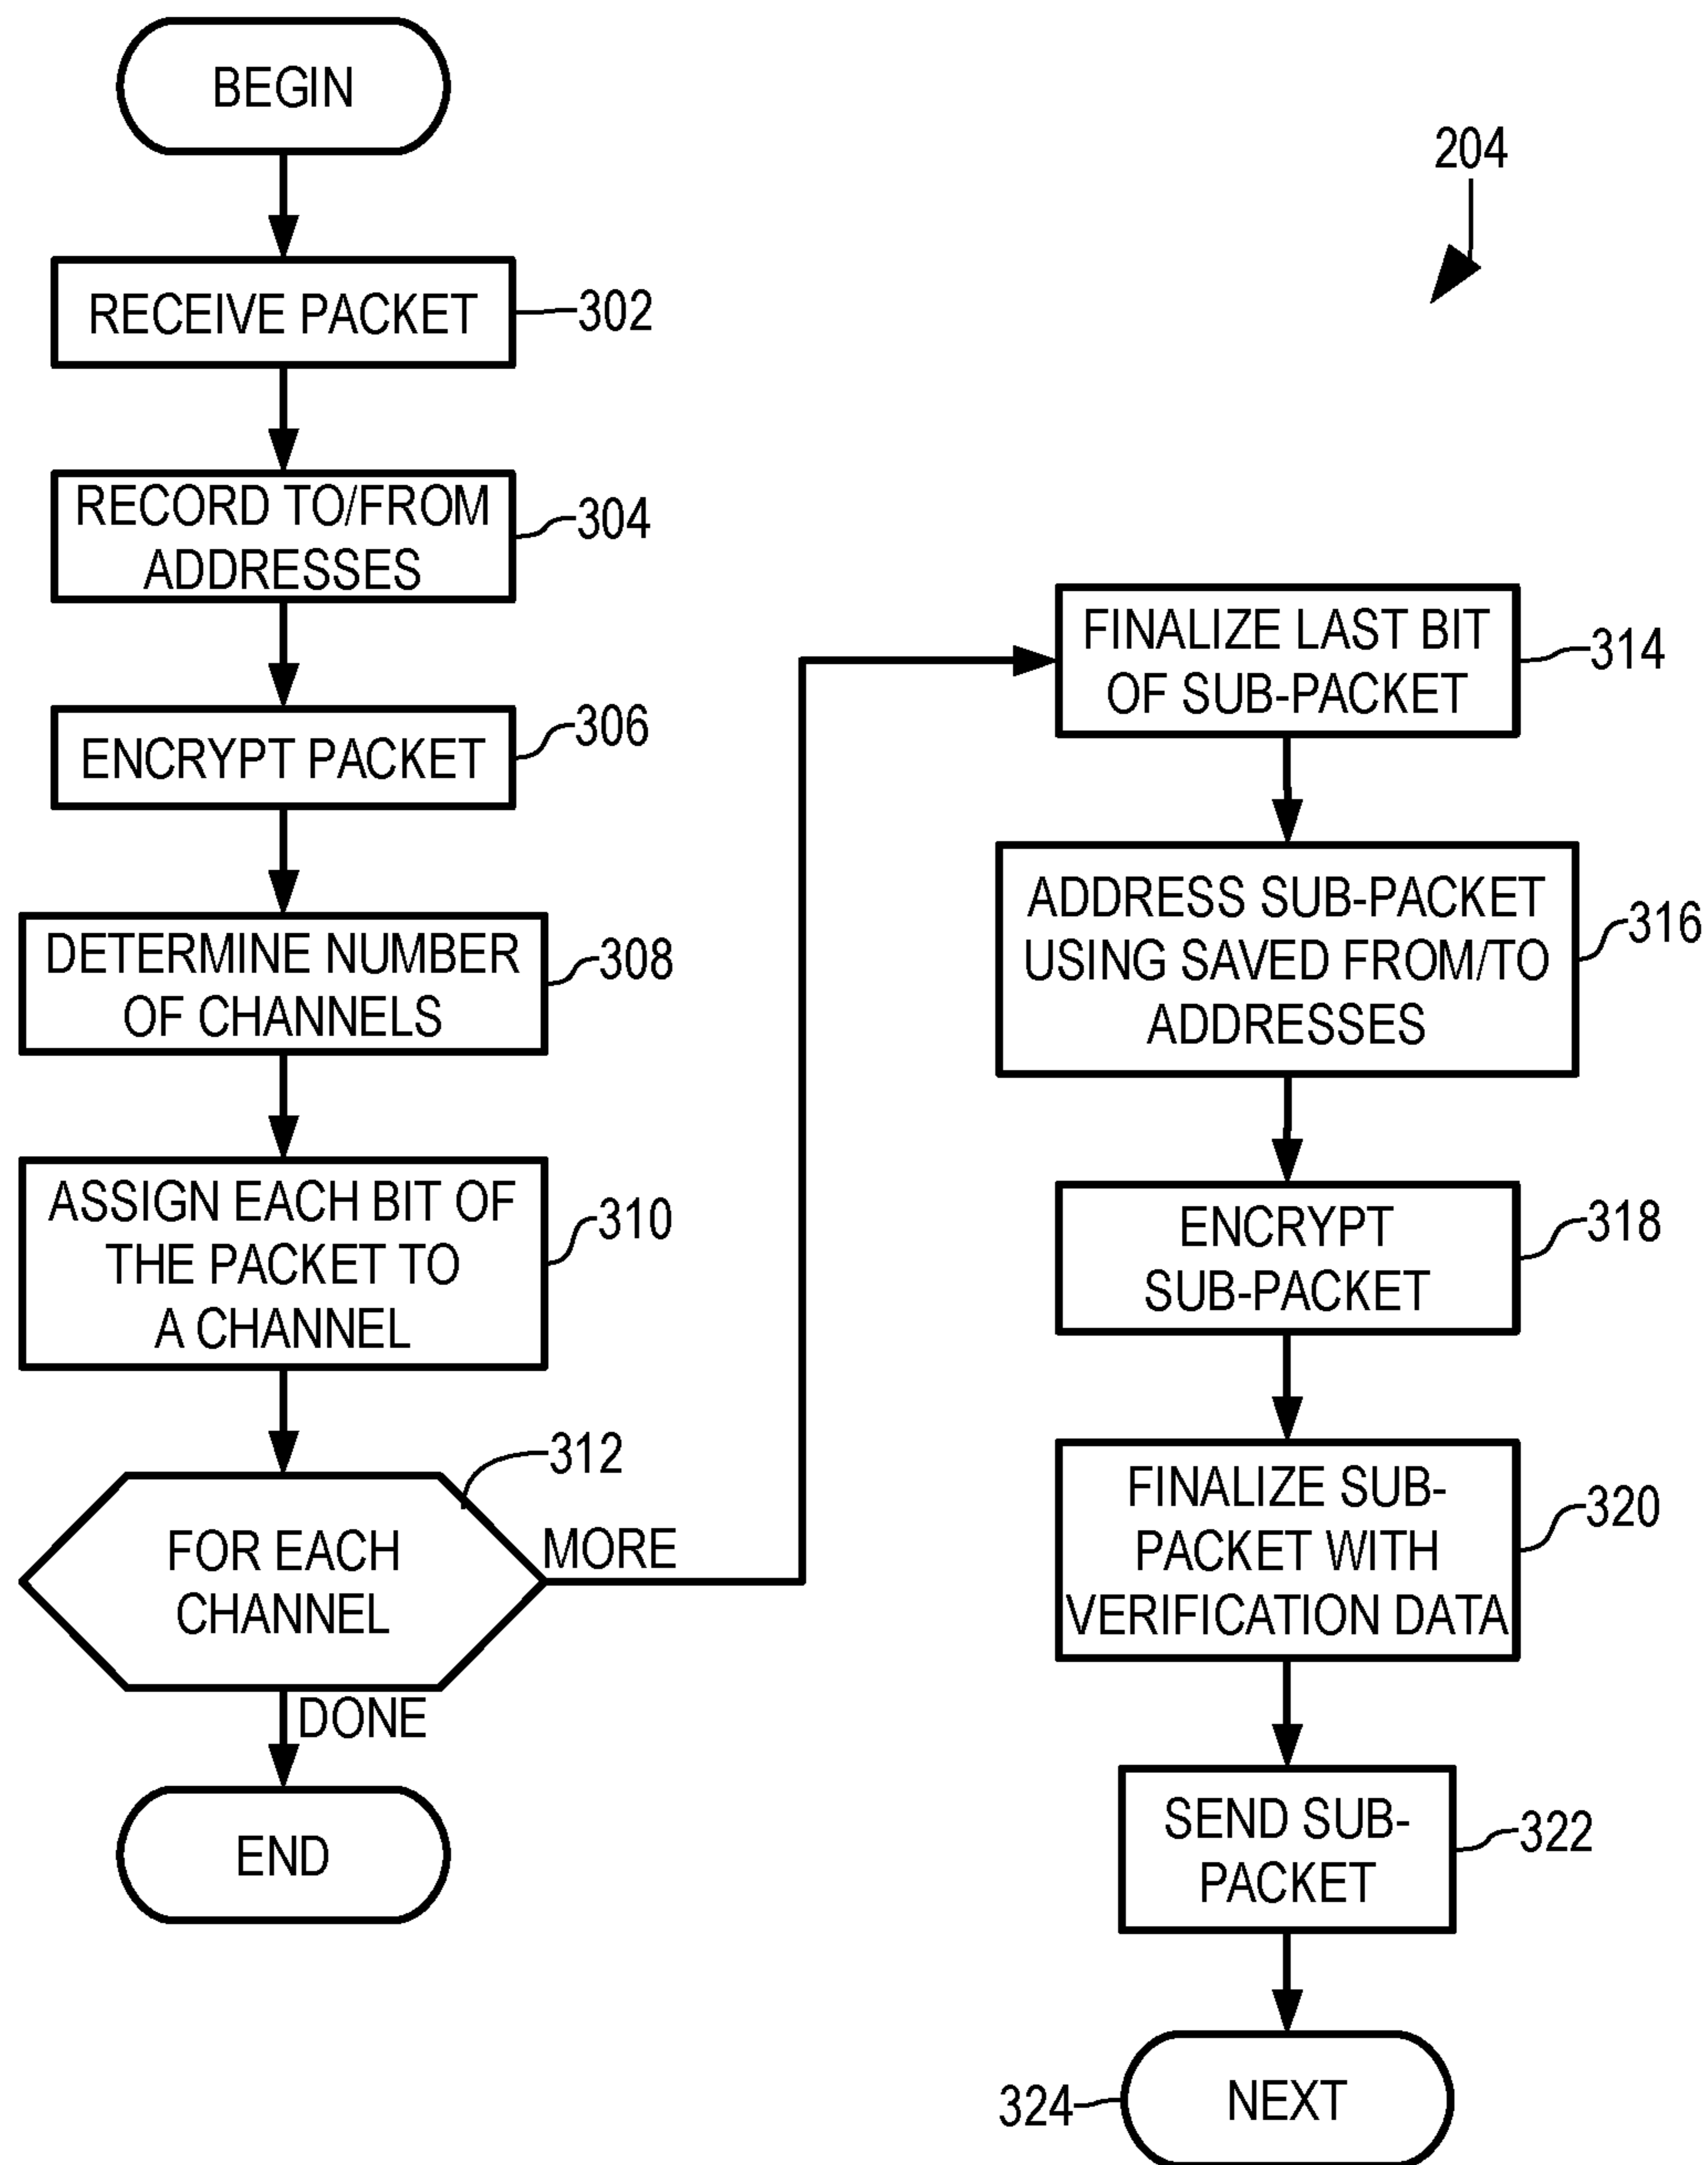 BEGIN
RECEIVE PACKET
302
RECORD TO/FROM
ADDRESSES
304
ENCRYPT PACKET
306
DETERMINE NUMBER
OF CHANNELS
308
ASSIGN EACH BIT OF
THE PACKET TO
A CHANNEL
310
312
FOR EACH
CHANNEL
MORE
DONE
END
204
FINALIZE LAST BIT
OF SUB-PACKET
314
ADDRESS SUB-PACKET
USING SAVED FROM/TO
ADDRESSES
316
ENCRYPT
SUB-PACKET
318
FINALIZE SUB-
PACKET WITH
VERIFICATION DATA
320
SEND SUB-
PACKET
322
NEXT
324